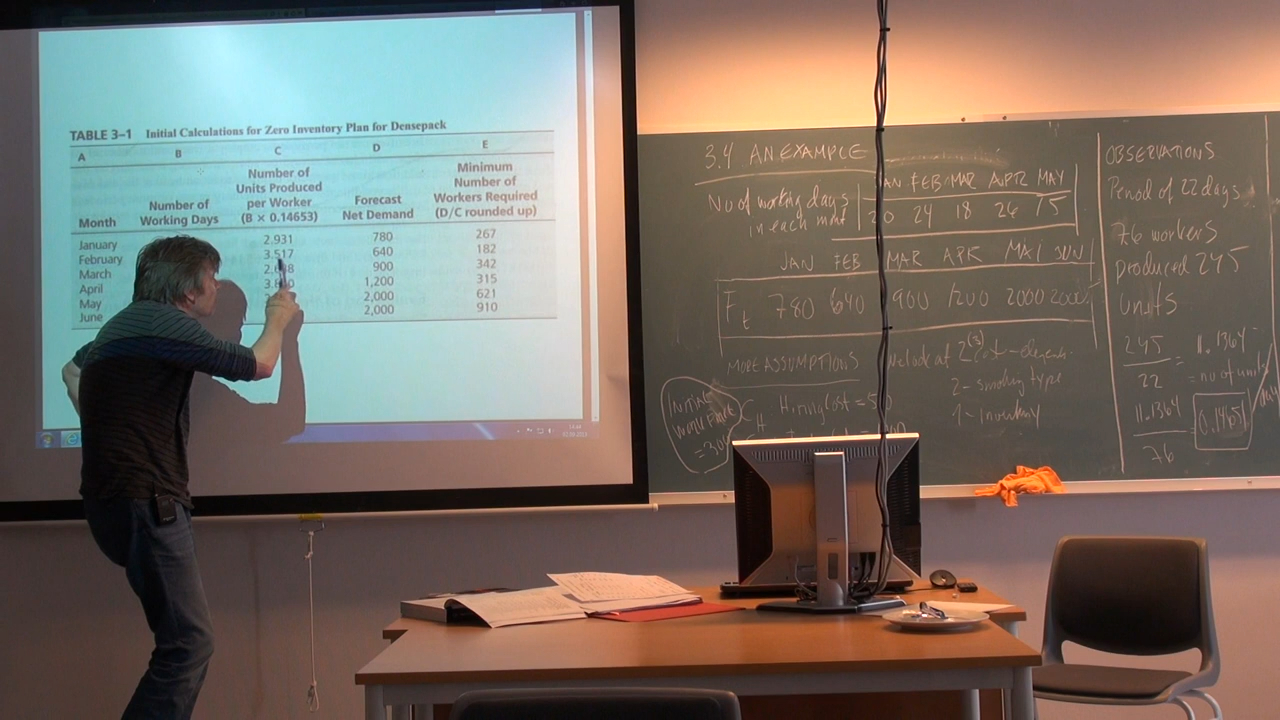 TABLE 3–1 Initial Calculations for Zero Inventory Plan for Densepack
A B C D E
Month
Number of
Working Days
Number of
Units Produced
per Worker
(B × 0.14653)
Forecast
Net Demand
Minimum
Number of
Workers Required
(D/C rounded up)
January 2.931 780 267
February 3.517 640 182
March 900 342
April 1,200 315
May 2,000 621
June 2,000 910
3.4 AN EXAMPLE
JAN FEB MAR MAY
No of working days
in each
20 24 18 26 15
JAN FEB MAR APR MAI JUN
Ft 780 640 900 1200 2000 2000
MORE ASSUMPTIONS
We look at
2 - smoking type
1 - Inventory
INITIAL
WORK FORCE
CH Hiring Cost =
OBSERVATIONS
Period of 22 days
76 workers
produced 245
units
245
22
= 11.1364
= no of units
11.1364
76
=